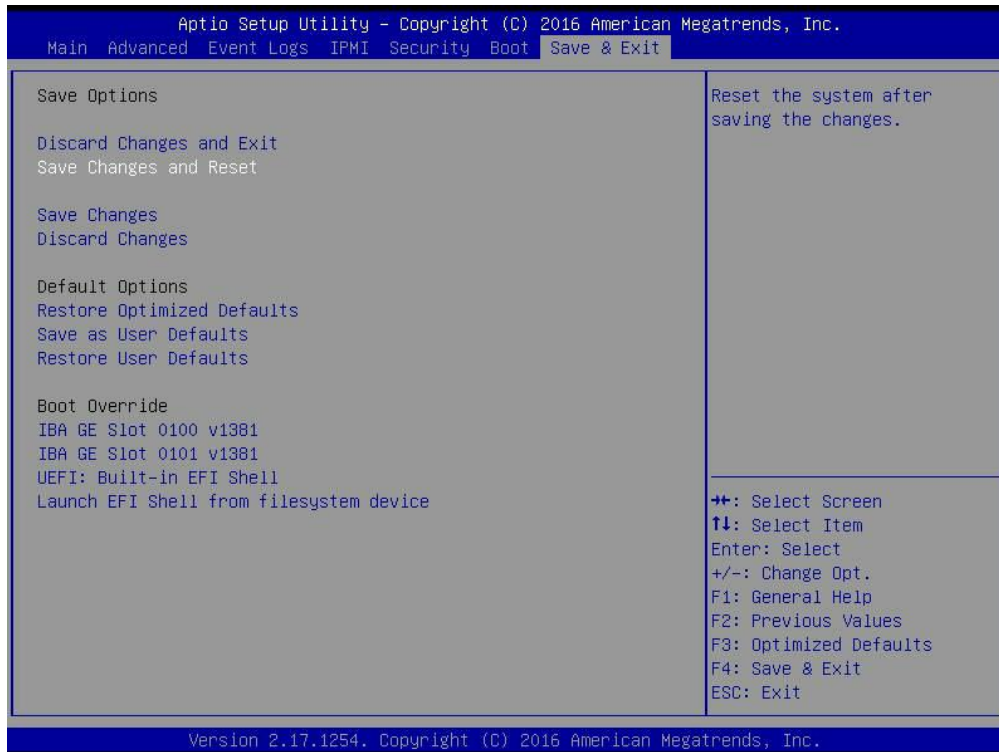 Aptio Setup Utility – Copyright (C) 2016 American Megatrends, Inc.
Main Advanced Event Logs IPMI Security Boot Save & Exit
Save Options
Discard Changes and Exit
Save Changes and Reset
Save Changes
Discard Changes
Default Options
Restore Optimized Defaults
Save as User Defaults
Restore User Defaults
Boot Override
IBA GE Slot 0100 v1381
IBA GE Slot 0101 v1381
UEFI: Built-in EFI Shell
Launch EFI Shell from filesystem device
Reset the system after
saving the changes.
→←: Select Screen
↑↓: Select Item
Enter: Select
+/-: Change Opt.
F1: General Help
F2: Previous Values
F3: Optimized Defaults
F4: Save & Exit
ESC: Exit
Version 2.17.1254. Copyright (C) 2016 American Megatrends, Inc.